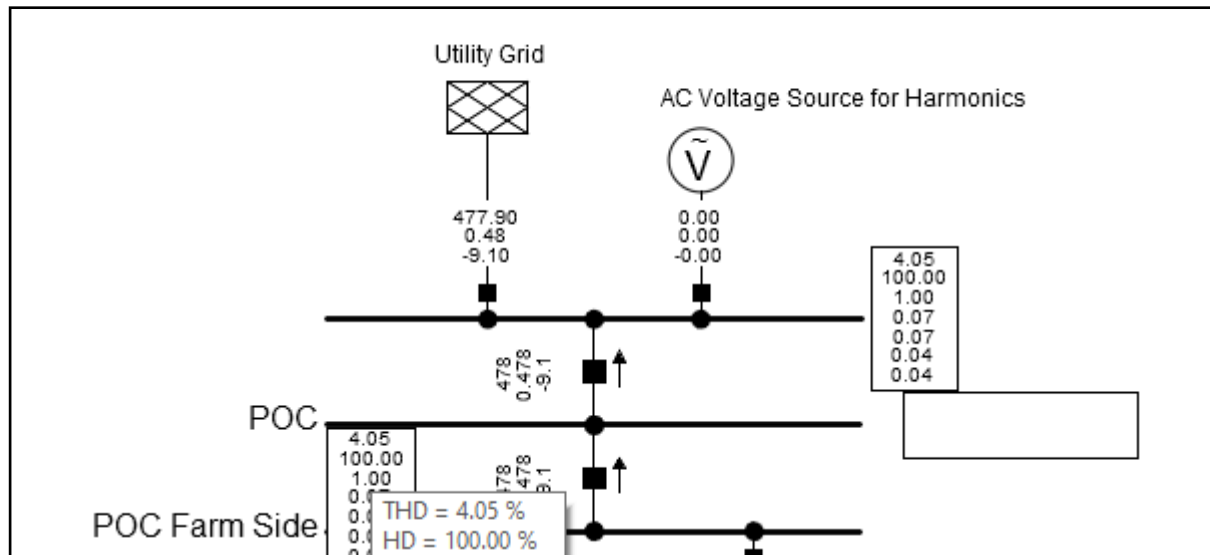 Utility Grid
AC Voltage Source for Harmonics
~
V
477.90
0.48
-9.10
0.00
0.00
-0.00
4.05
100.00
1.00
0.07
0.07
0.04
0.04
478
0.478
-9.1
POC
4.05
100.00
1.00
THD = 4.05 %
HD = 100.00 %
POC Farm Side